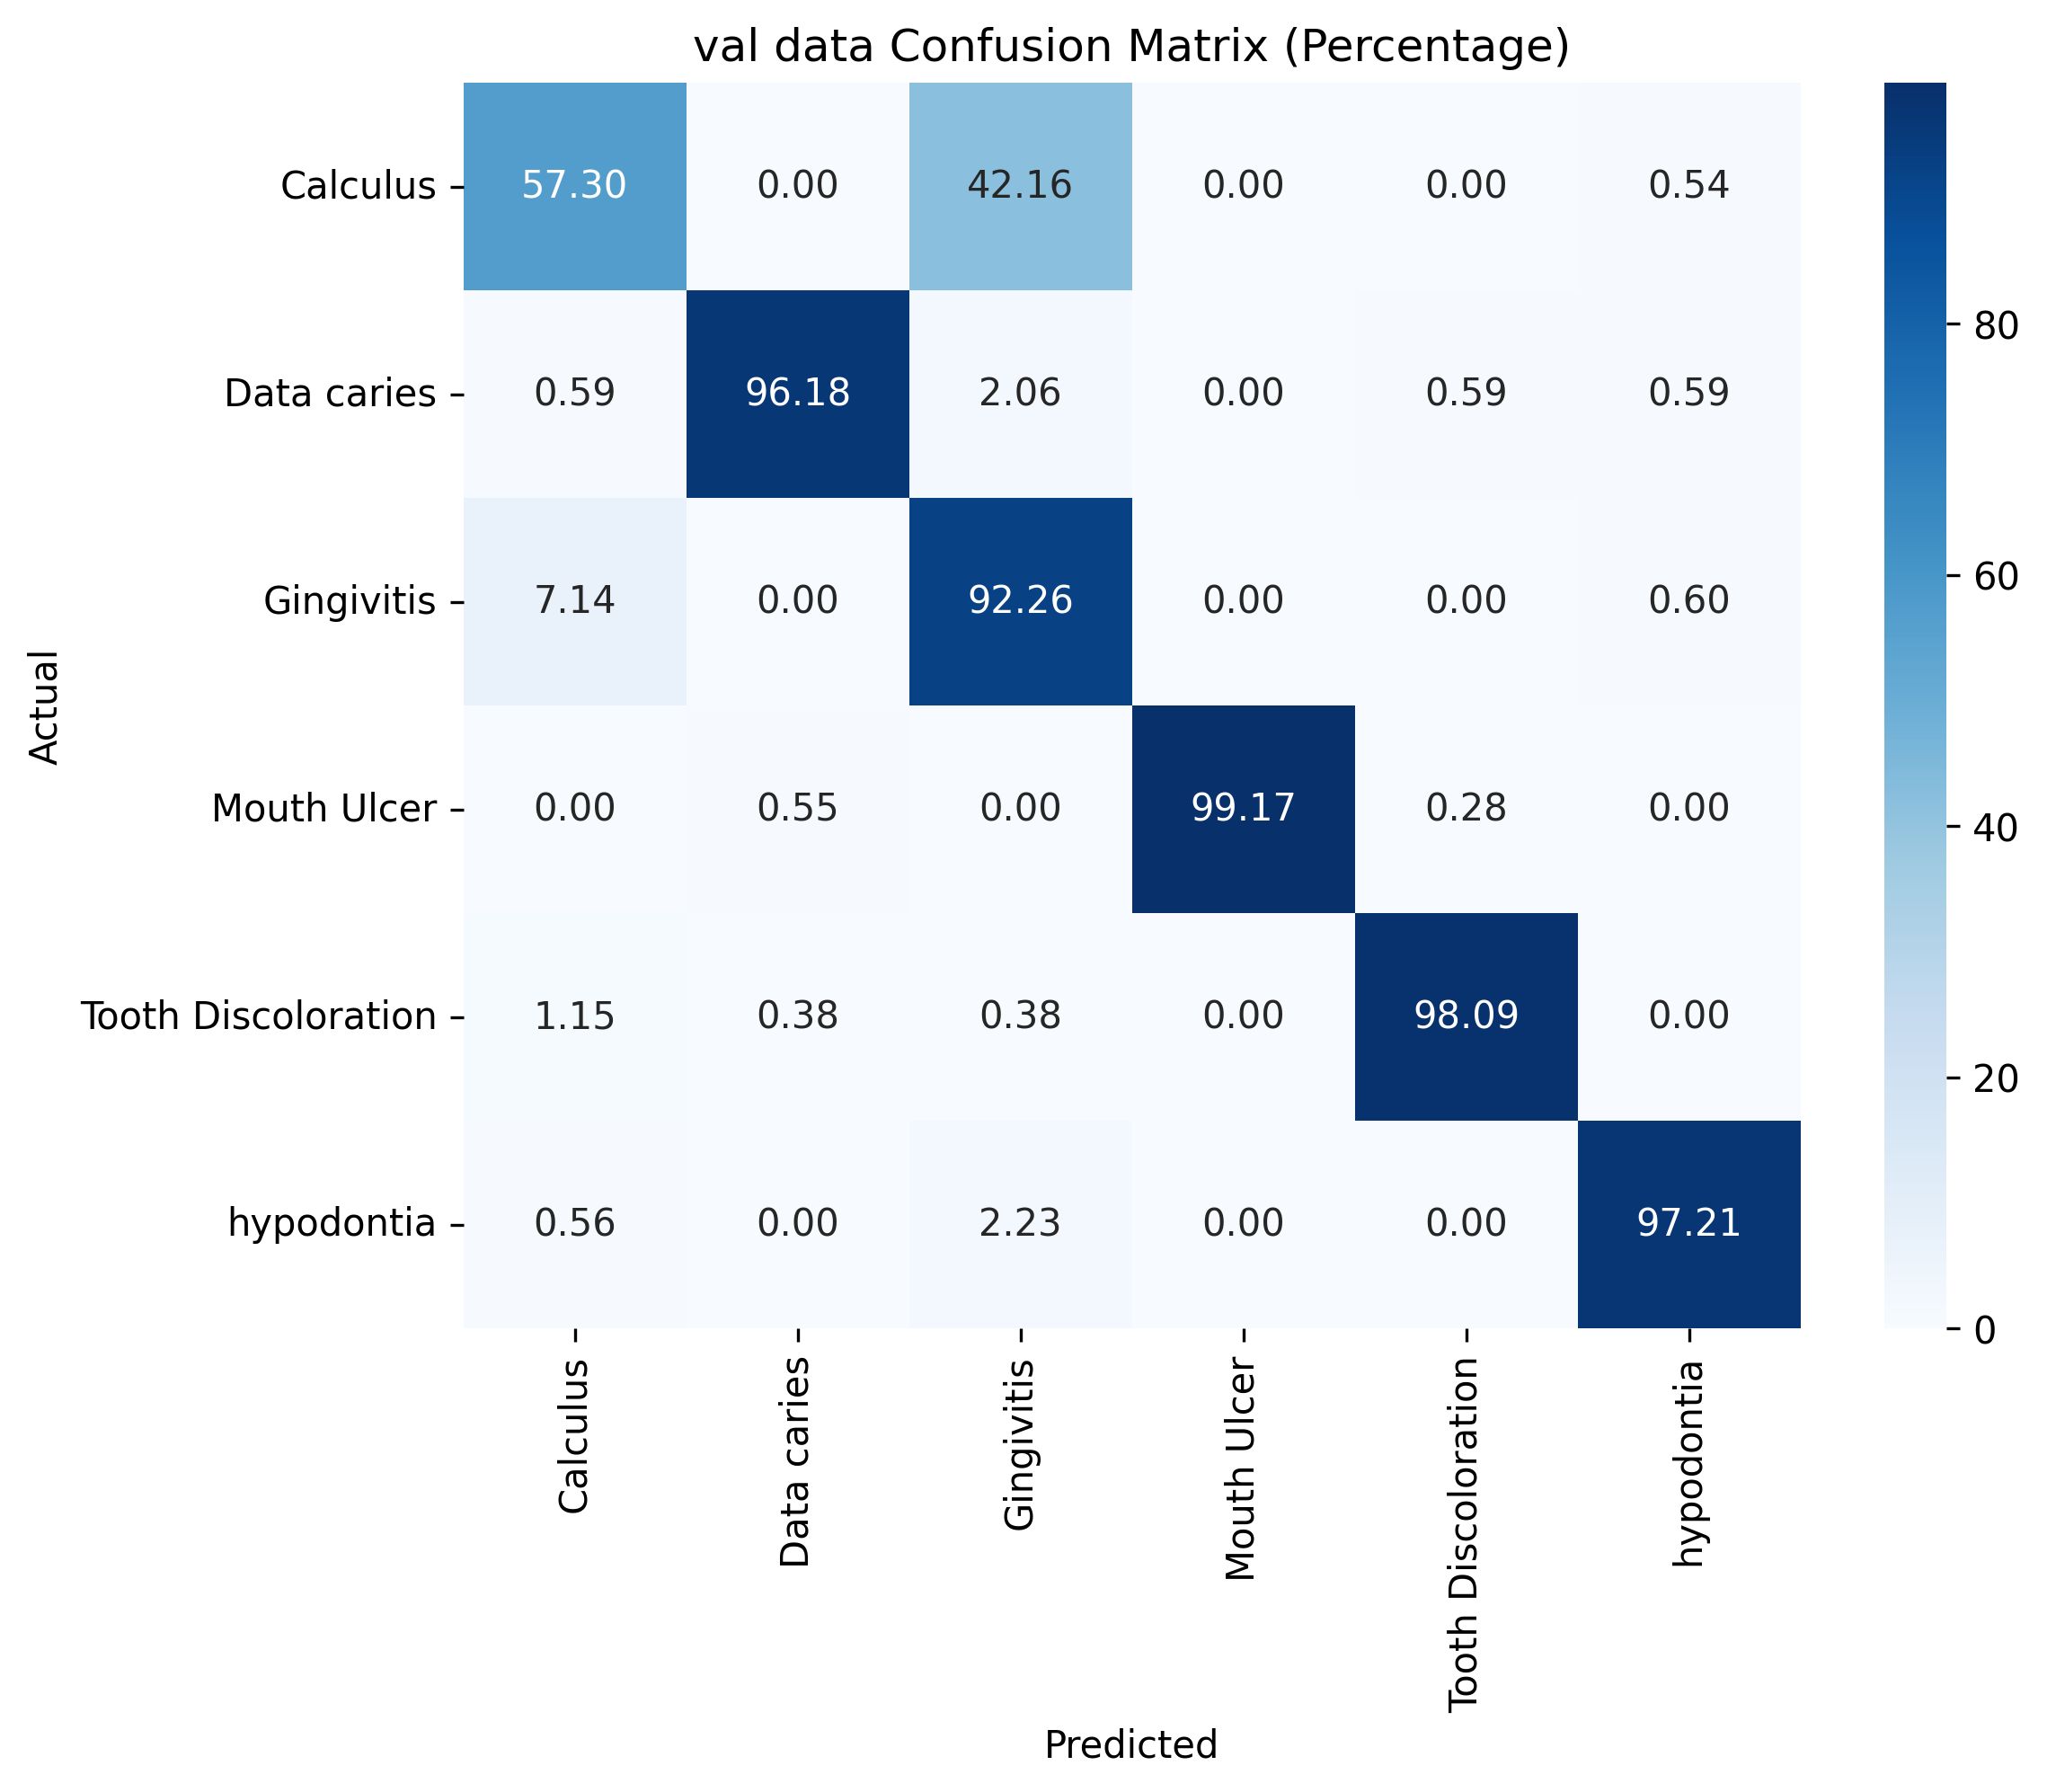 val data Confusion Matrix (Percentage)
Calculus 57.30 0.00 42.16 0.00 0.00 0.54
Data caries 0.59 96.18 2.06 0.00 0.59 0.59
Gingivitis 7.14 0.00 92.26 0.00 0.00 0.60
Mouth Ulcer 0.00 0.55 0.00 99.17 0.28 0.00
Tooth Discoloration 1.15 0.38 0.38 0.00 98.09 0.00
hypodontia 0.56 0.00 2.23 0.00 0.00 97.21
Actual
Calculus
Data caries
Gingivitis
Mouth Ulcer
Tooth Discoloration
hypodontia
Predicted
80
60
40
20
0